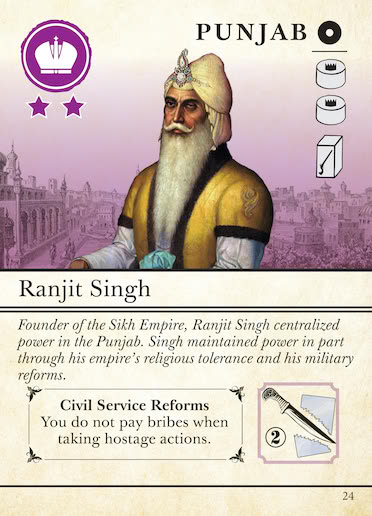 PUNJAB
Ranjit Singh
Founder of the Sikh Empire, Ranjit Singh centralized
power in the Punjab. Singh maintained power in part
through his empire’s religious tolerance and his military
reforms.
Civil Service Reforms
You do not pay bribes when
taking hostage actions.
2
24